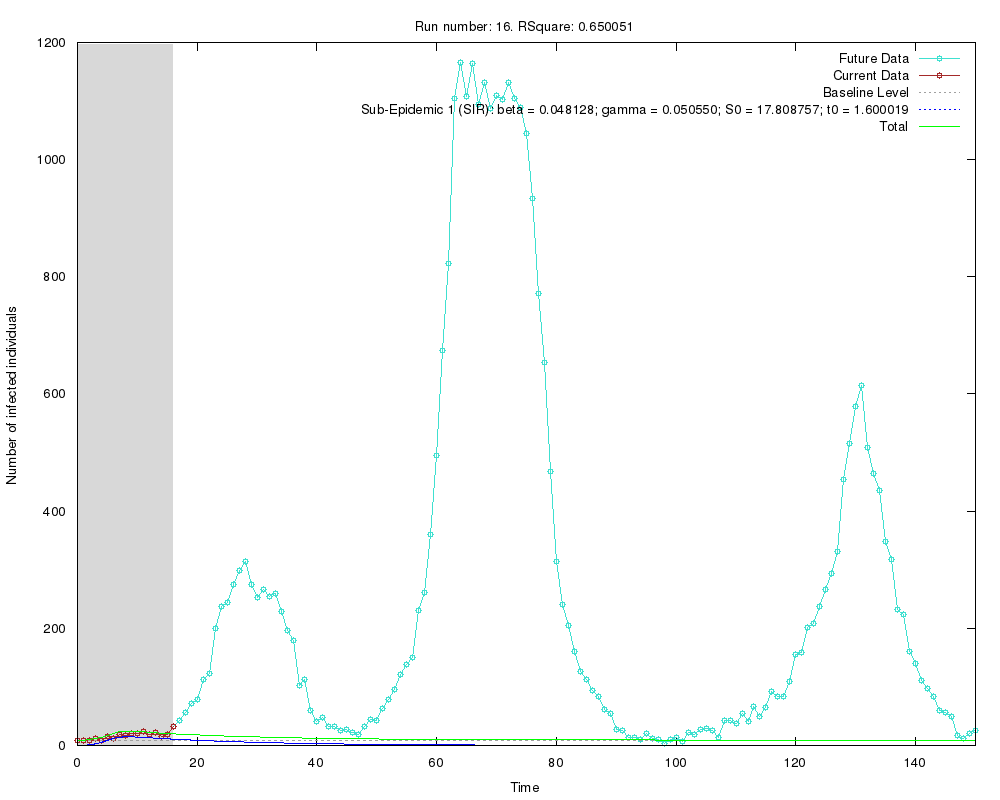 Run number: 16. RSquare: 0.650051
1200
1000
800
600
400
200
0
Number of infected individuals
Future Data
Current Data
Baseline Level
Sub-Epidemic 1 (SIR): beta = 0.048128; gamma = 0.050550; S0 = 17.808757; t0 = 1.600019
Total
0 20 40 60 80 100 120 140
Time